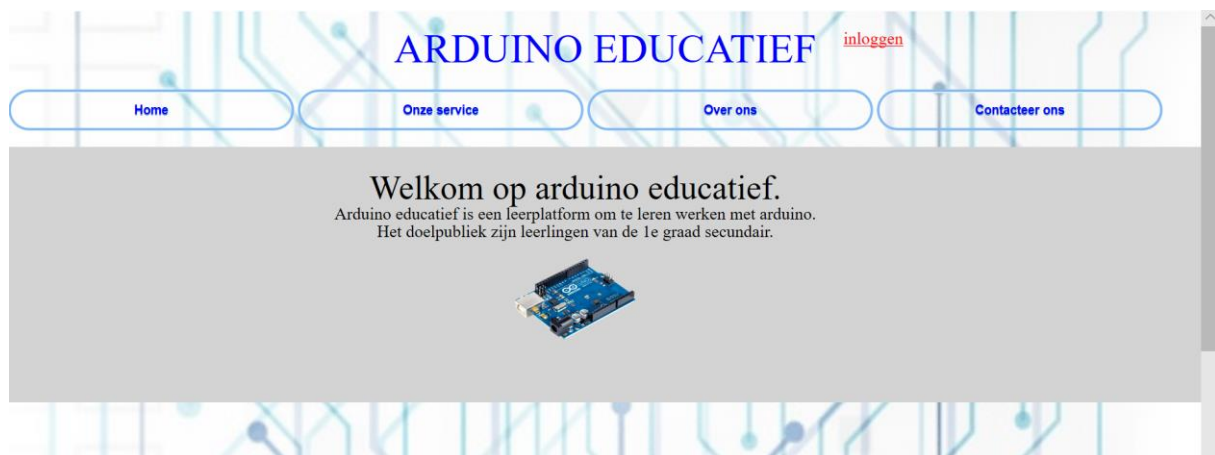 ARDUINO EDUCATIEF
inloggen
Home
Onze service
Over ons
Contacteer ons
Welkom op arduino educatief.
Arduino educatief is een leerplatform om te leren werken met arduino.
Het doelpubliek zijn leerlingen van de 1e graad secundair.